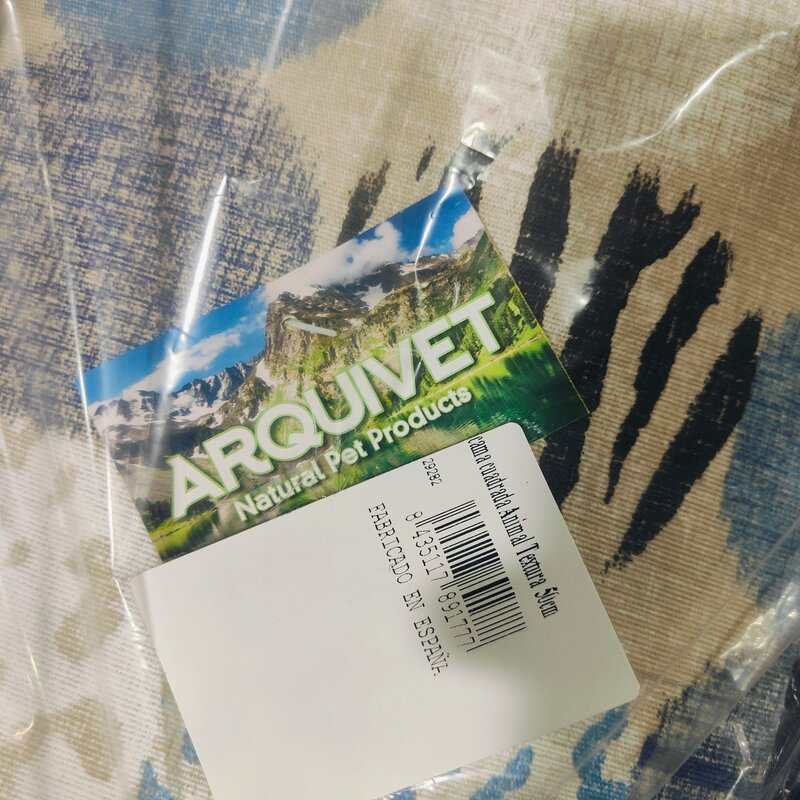 ARQUIVET
Natural Pet Products
cama cuadrada Animal Textura 50cm
29282
8 435117 891777
FABRICADO EN ESPAÑA.